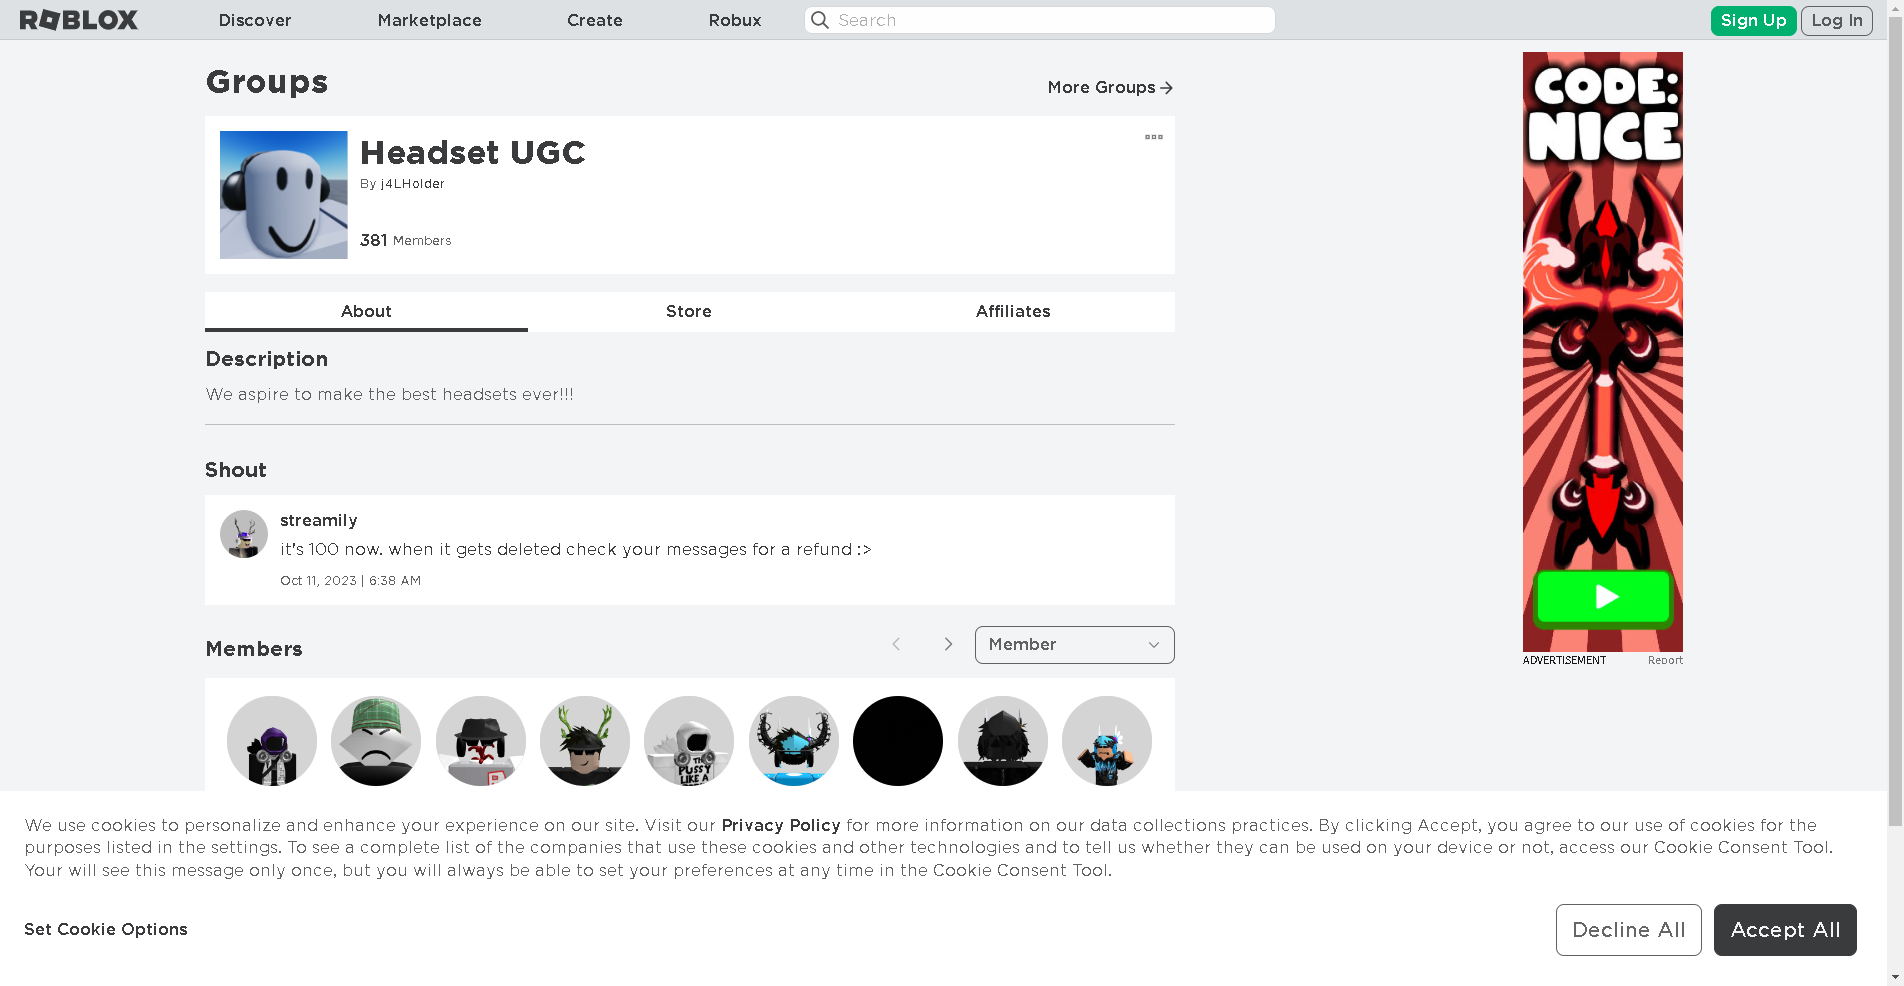 ROBLOX
Discover
Marketplace
Create
Robux
Search
Sign Up
Log In
Groups
More Groups
Headset UGC
By j4LHolder
381 Members
About
Store
Affiliates
Description
We aspire to make the best headsets ever!!!
Shout
streamily
it's 100 now. when it gets deleted check your messages for a refund :>
Oct 11, 2023 | 6:38 AM
Members
Member
PUSSY
LIKE A
CODE:
NICE
ADVERTISEMENT
Report
We use cookies to personalize and enhance your experience on our site. Visit our Privacy Policy for more information on our data collections practices. By clicking Accept, you agree to our use of cookies for the
purposes listed in the settings. To see a complete list of the companies that use these cookies and other technologies and to tell us whether they can be used on your device or not, access our Cookie Consent Tool.
Your will see this message only once, but you will always be able to set your preferences at any time in the Cookie Consent Tool.
Set Cookie Options
Decline All
Accept All